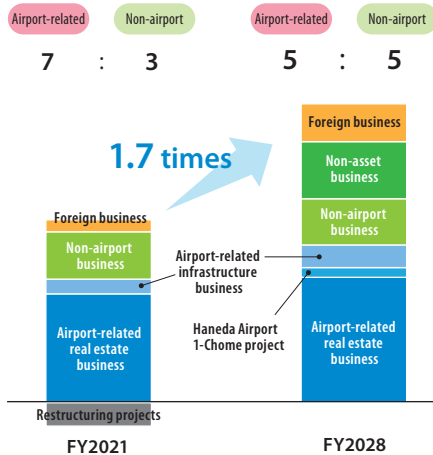 Airport-related
Non-airport
Airport-related
Non-airport
7 : 3
5 : 5
1.7 times
Foreign business
Non-asset
business
Non-airport
business
Airport-related
real estate
business
Foreign business
Non-airport
business
Airport-related
infrastructure
business
Haneda Airport
1-Chome project
Airport-related
real estate
business
Restructuring projects
FY2021
FY2028